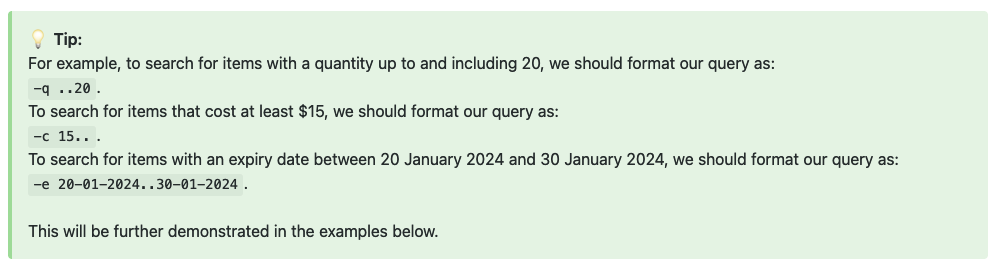 💡 Tip:
For example, to search for items with a quantity up to and including 20, we should format our query as:
-q ..20 .
To search for items that cost at least $15, we should format our query as:
-c 15.. .
To search for items with an expiry date between 20 January 2024 and 30 January 2024, we should format our query as:
-e 20-01-2024..30-01-2024 .
This will be further demonstrated in the examples below.